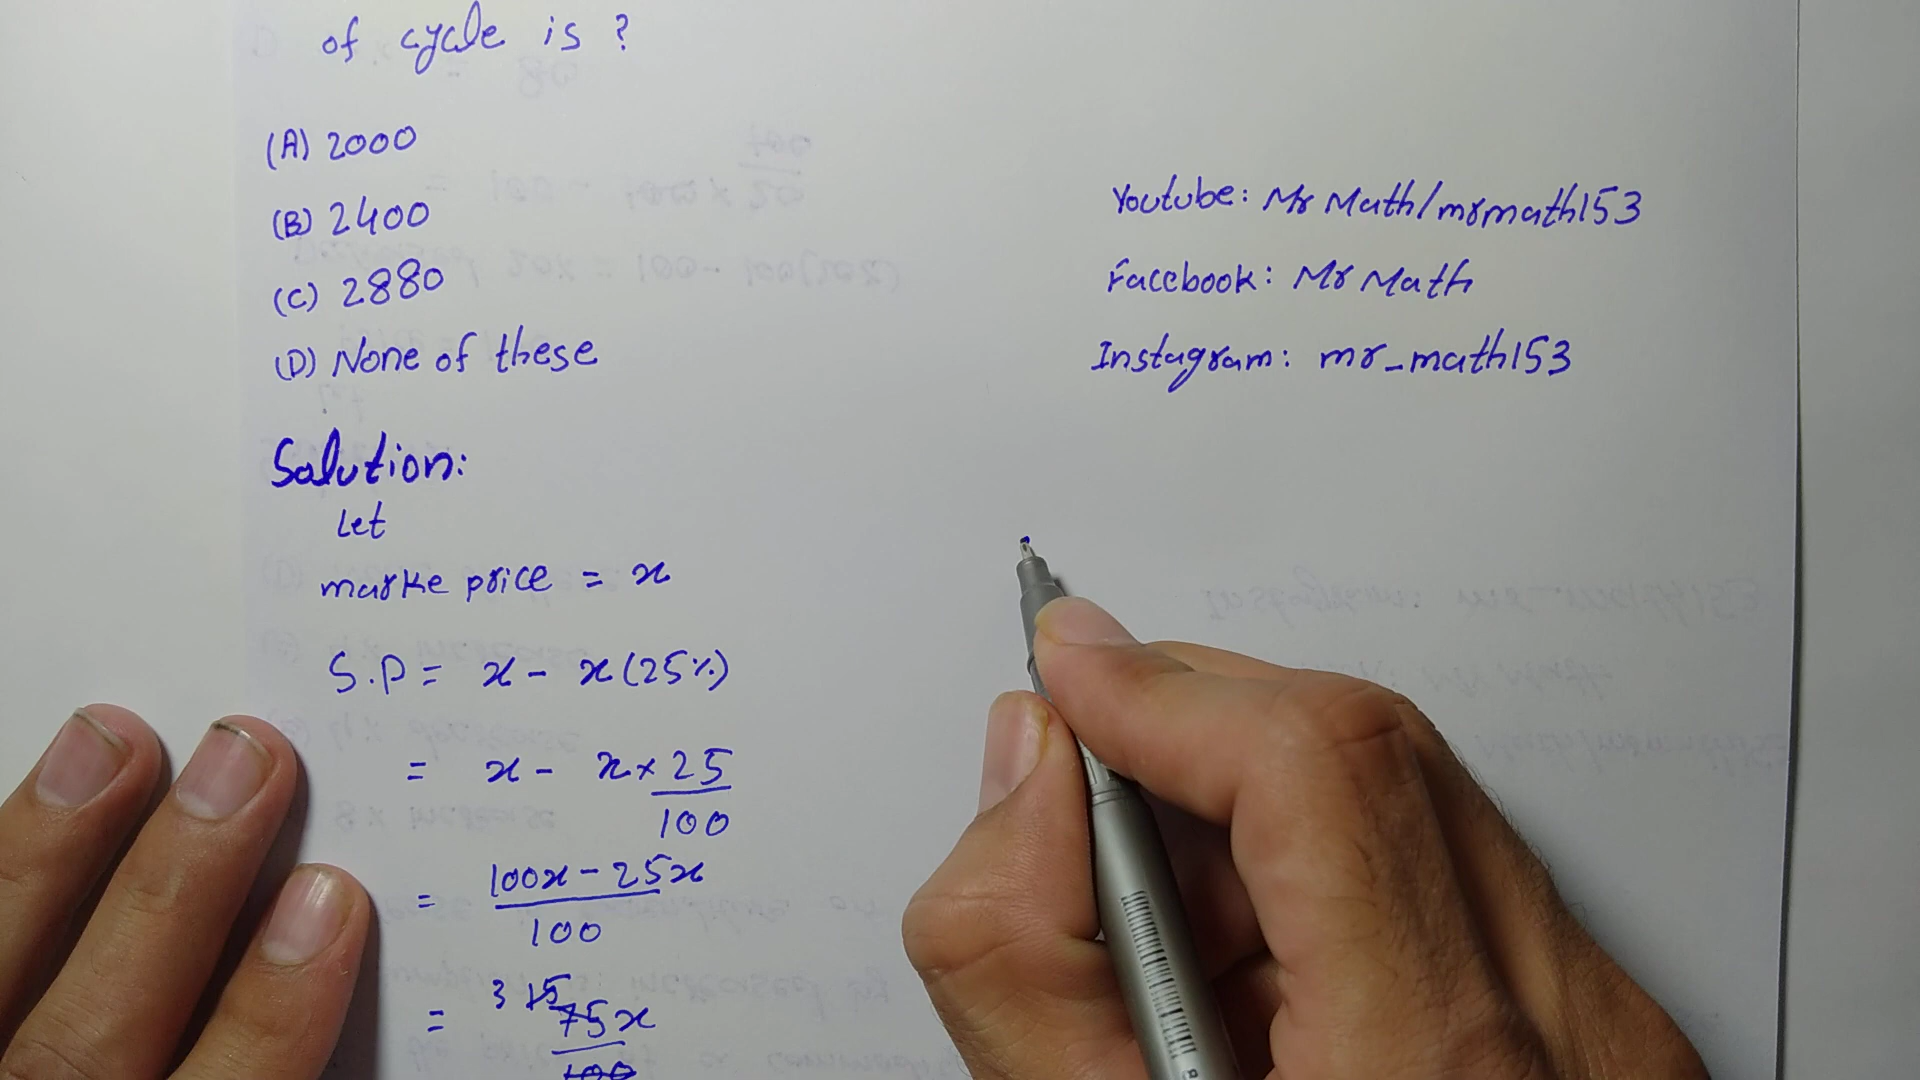 of cycle is ?
(A) 2000
(B) 2400
(C) 2880
(D) None of these
Youtube: Mr Math/mrmath153
Facebook: Mr Math
Instagram: mr_math153
Solution:
Let
marke price = x
S.P = x - x (25%)
= x - x × 25
100
= 100x - 25x
100
= 3 15 75x
100